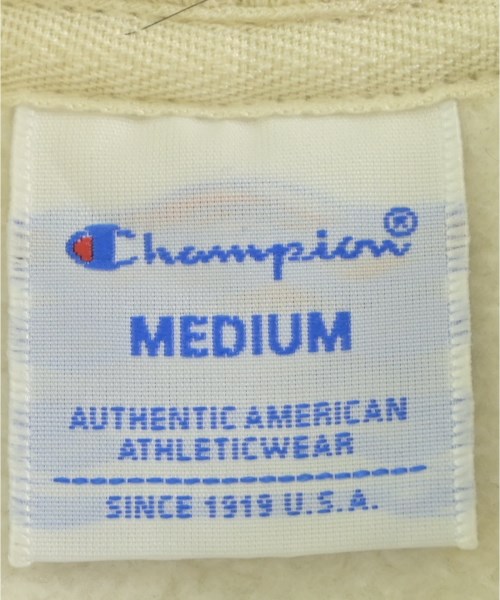 Champion®
MEDIUM
AUTHENTIC AMERICAN
ATHLETICWEAR
SINCE 1919 U.S.A.